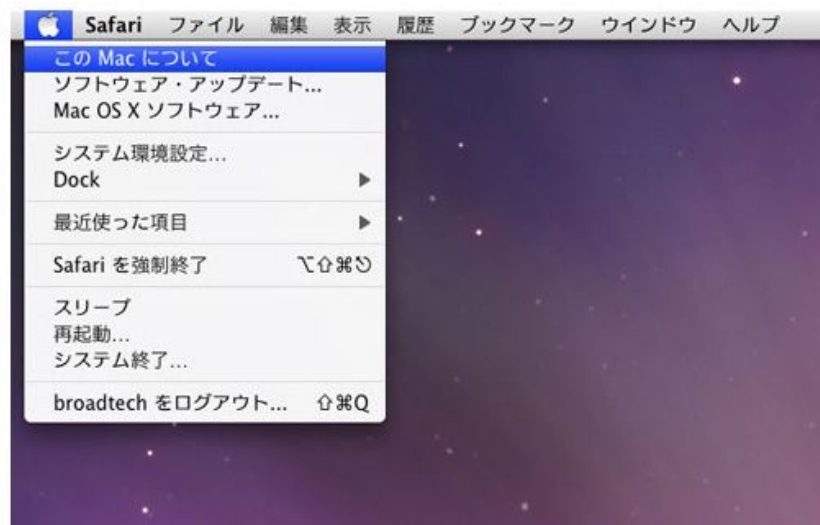 Safari ファイル 編集 表示 履歴 ブックマーク ウインドウ ヘルプ
この Mac について
ソフトウェア・アップデート...
Mac OS X ソフトウェア...
システム環境設定...
Dock ▶
最近使った項目 ▶
Safari を強制終了 ⌥⇧⌘⎋
スリープ
再起動...
システム終了...
broadtech をログアウト... ⇧⌘Q